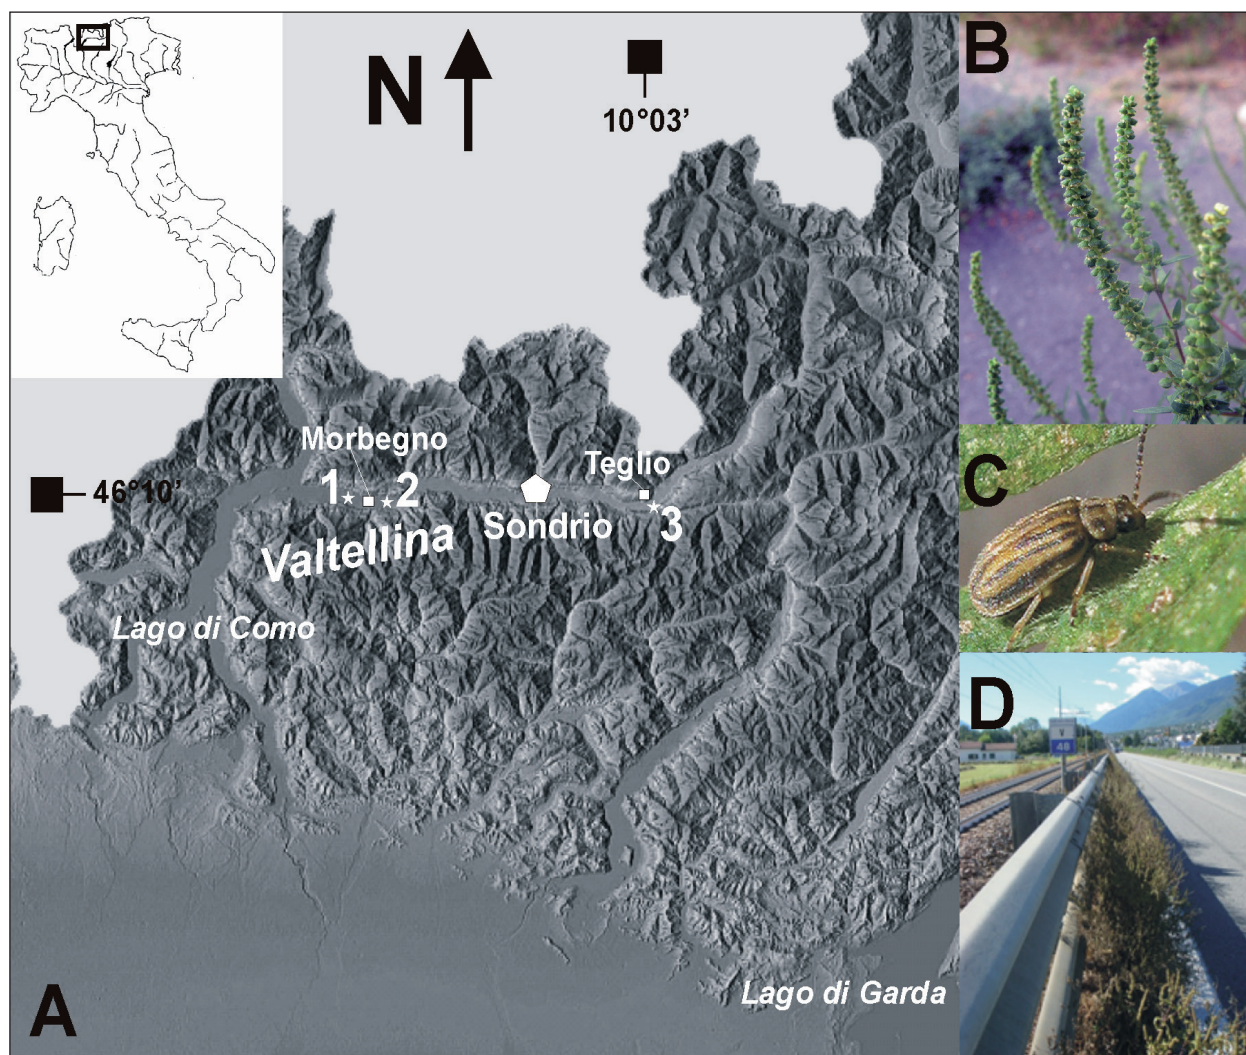 N
10°03’
B
Morbegno
1
2
Teglio
46°10’
Sondrio
3
Valtellina
C
Lago di Como
D
V
48
Lago di Garda
A